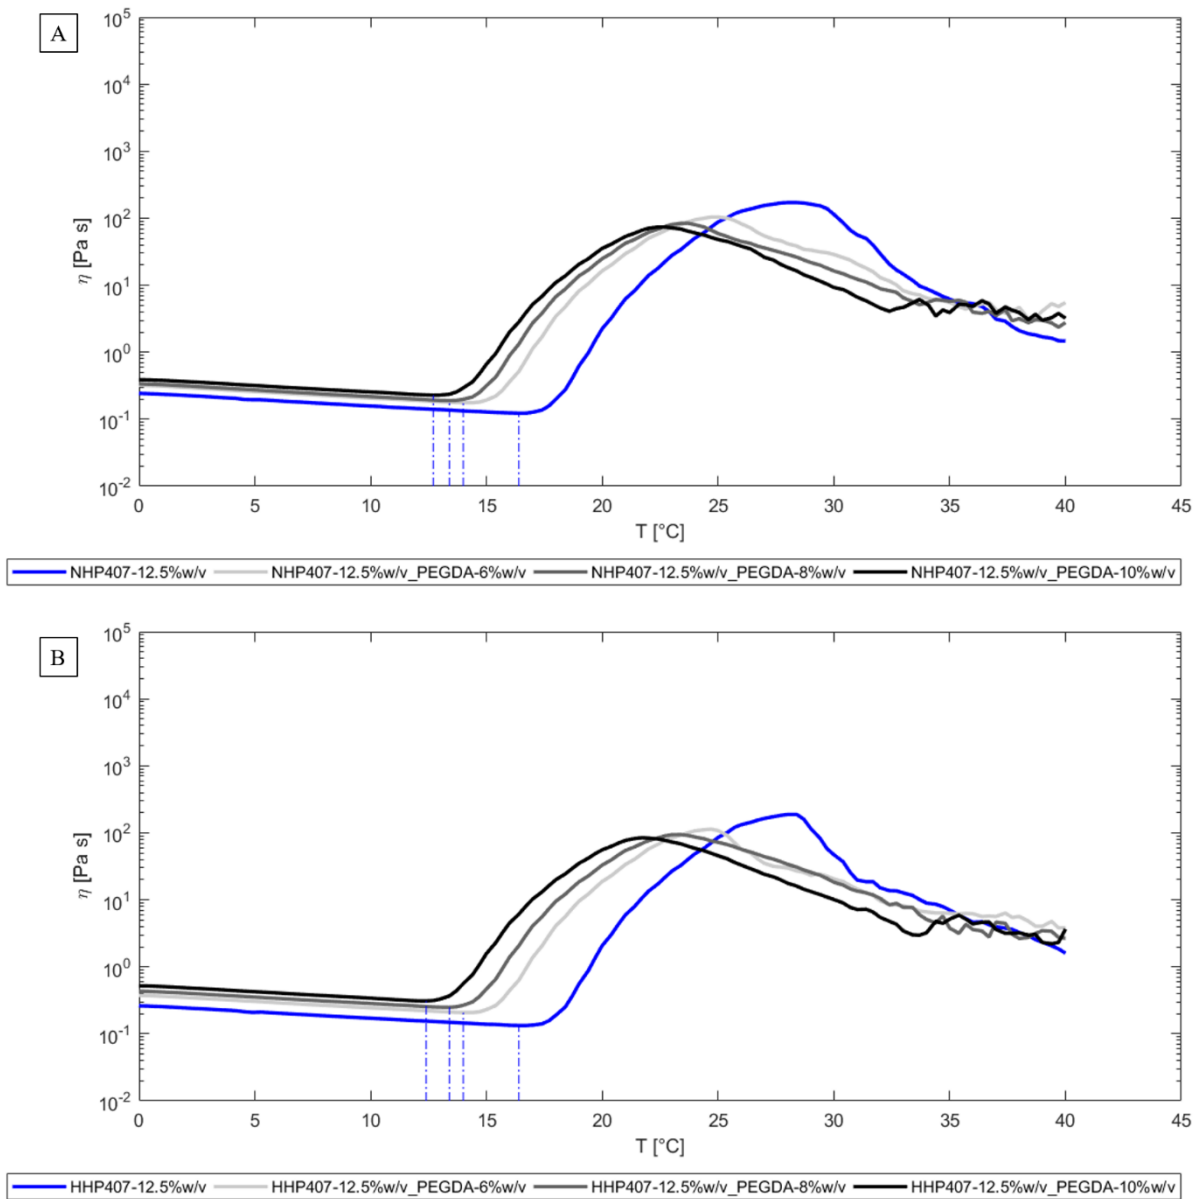 A
10^5
10^4
10^3
10^2
10^1
10^0
10^-1
10^-2
η [Pa s]
0 5 10 15 20 25 30 35 40 45
T [°C]
NHP407-12.5%w/v NHP407-12.5%w/v_PEGDA-6%w/v NHP407-12.5%w/v_PEGDA-8%w/v NHP407-12.5%w/v_PEGDA-10%w/v
B
10^5
10^4
10^3
10^2
10^1
10^0
10^-1
10^-2
η [Pa s]
0 5 10 15 20 25 30 35 40 45
T [°C]
HHP407-12.5%w/v HHP407-12.5%w/v_PEGDA-6%w/v HHP407-12.5%w/v_PEGDA-8%w/v HHP407-12.5%w/v_PEGDA-10%w/v